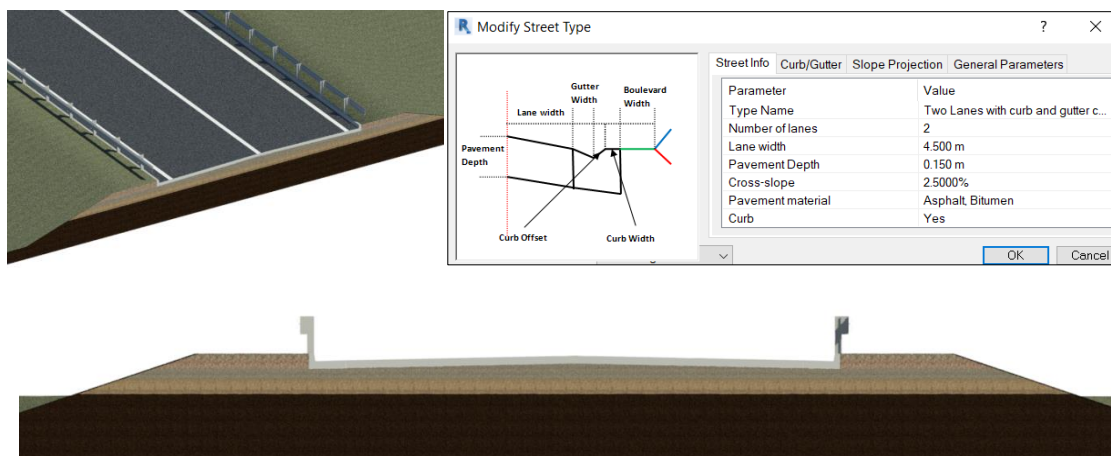 Modify Street Type
Gutter
Width
Boulevard
Width
Lane width
Pavement
Depth
Curb Offset
Curb Width
Street Info Curb/Gutter Slope Projection General Parameters
Parameter Value
Type Name Two Lanes with curb and gutter c...
Number of lanes 2
Lane width 4.500 m
Pavement Depth 0.150 m
Cross-slope 2.5000%
Pavement material Asphalt, Bitumen
Curb Yes
OK Cancel